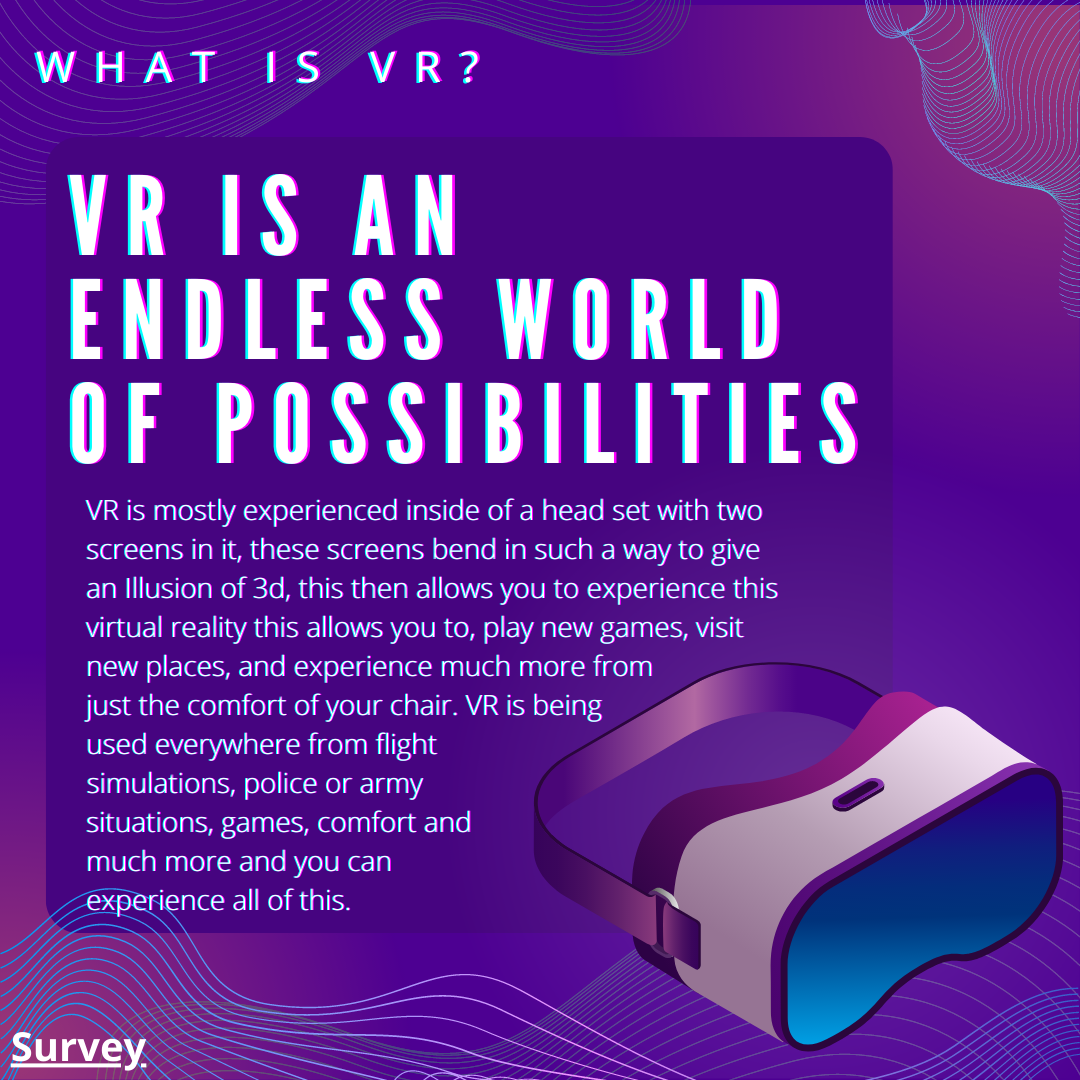 WHAT IS VR?
VR IS AN
ENDLESS WORLD
OF POSSIBILITIES
VR is mostly experienced inside of a head set with two
screens in it, these screens bend in such a way to give
an Illusion of 3d, this then allows you to experience this
virtual reality this allows you to, play new games, visit
new places, and experience much more from
just the comfort of your chair. VR is being
used everywhere from flight
simulations, police or army
situations, games, comfort and
much more and you can
experience all of this.
Survey